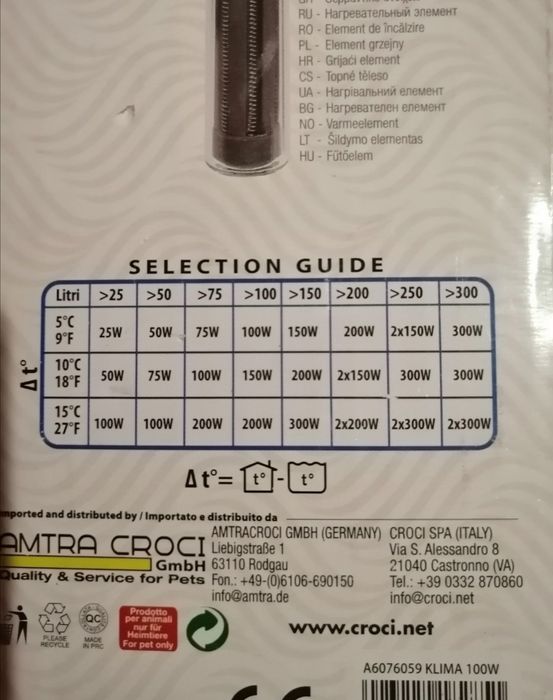 RU - Нагревательный элемент
RO - Element de încălzire
PL - Element grzejny
HR - Grijaći element
CS - Topné těleso
UA - Нагрівальний елемент
BG - Нагревателен елемент
NO - Varmeelement
LT - Šildymo elementas
HU - Fűtőelem
SELECTION GUIDE
Litri >25 >50 >75 >100 >150 >200 >250 >300
5°C
9°F 25W 50W 75W 100W 150W 200W 2x150W 300W
10°C
18°F 50W 75W 100W 150W 200W 2x150W 300W 300W
15°C
27°F 100W 100W 200W 200W 300W 2x200W 2x300W 2x300W
Δt°
Δt°= t° - t°
mported and distributed by / Importato e distribuito da
AMTRA CROCI
GmbH
Quality & Service for Pets
AMTRACROCI GMBH (GERMANY)
Liebigstraße 1
63110 Rodgau
Fon.: +49-(0)6106-690150
info@amtra.de
CROCI SPA (ITALY)
Via S. Alessandro 8
21040 Castronno (VA)
Tel.: +39 0332 870860
info@croci.net
PLEASE
RECYCLE
QC
MADE
IN PRC
Prodotto
per animali
nur für
Heimtiere
For pet only
www.croci.net
A6076059 KLIMA 100W
CE